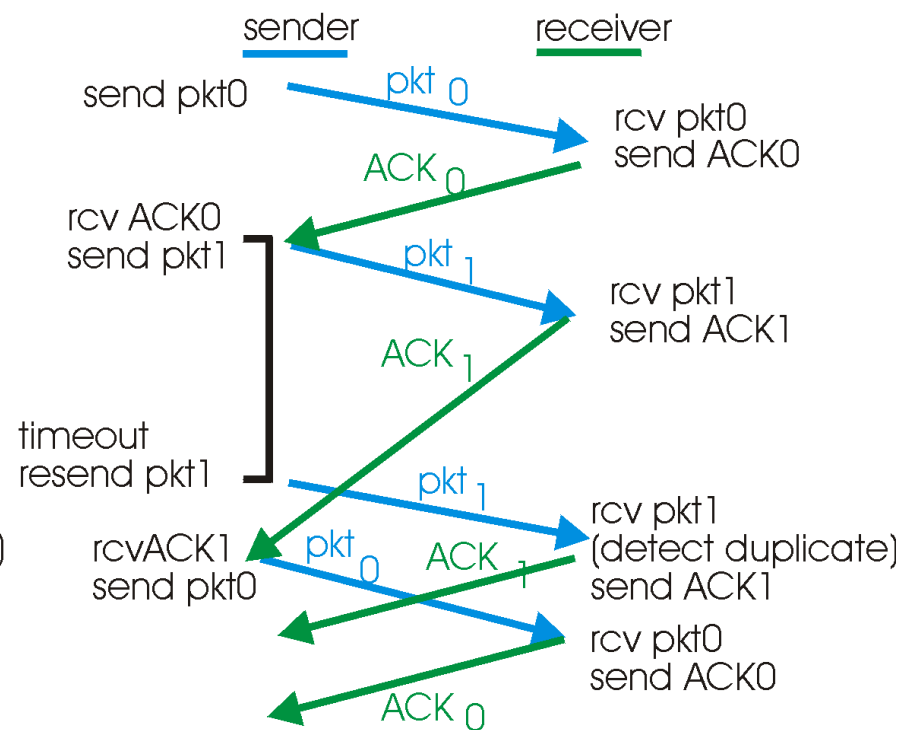 sender
receiver
send pkt0
pkt 0
rcv pkt0
send ACK0
ACK 0
rcv ACK0
send pkt1
pkt 1
rcv pkt1
send ACK1
ACK 1
timeout
resend pkt1
pkt 1
rcv pkt1
(detect duplicate)
send ACK1
)
rcvACK1
send pkt0
pkt 0
ACK 1
rcv pkt0
send ACK0
ACK 0